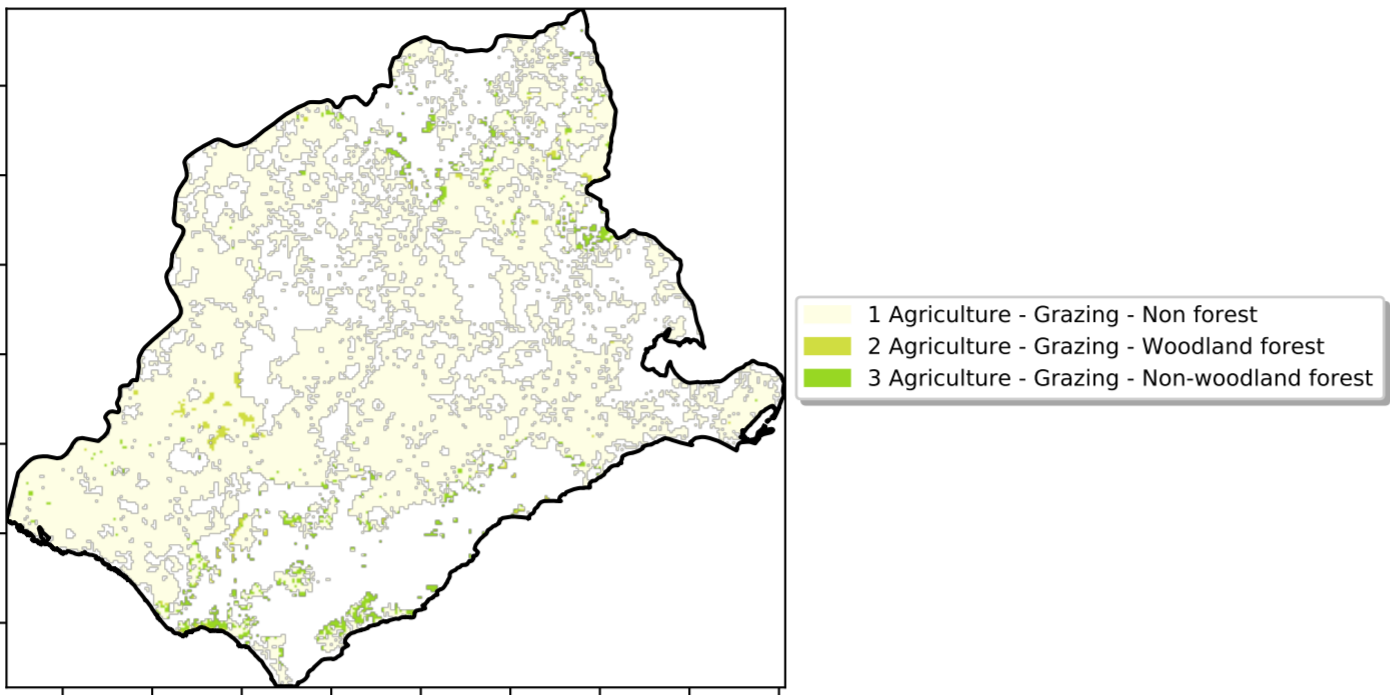 1 Agriculture - Grazing - Non forest
2 Agriculture - Grazing - Woodland forest
3 Agriculture - Grazing - Non-woodland forest